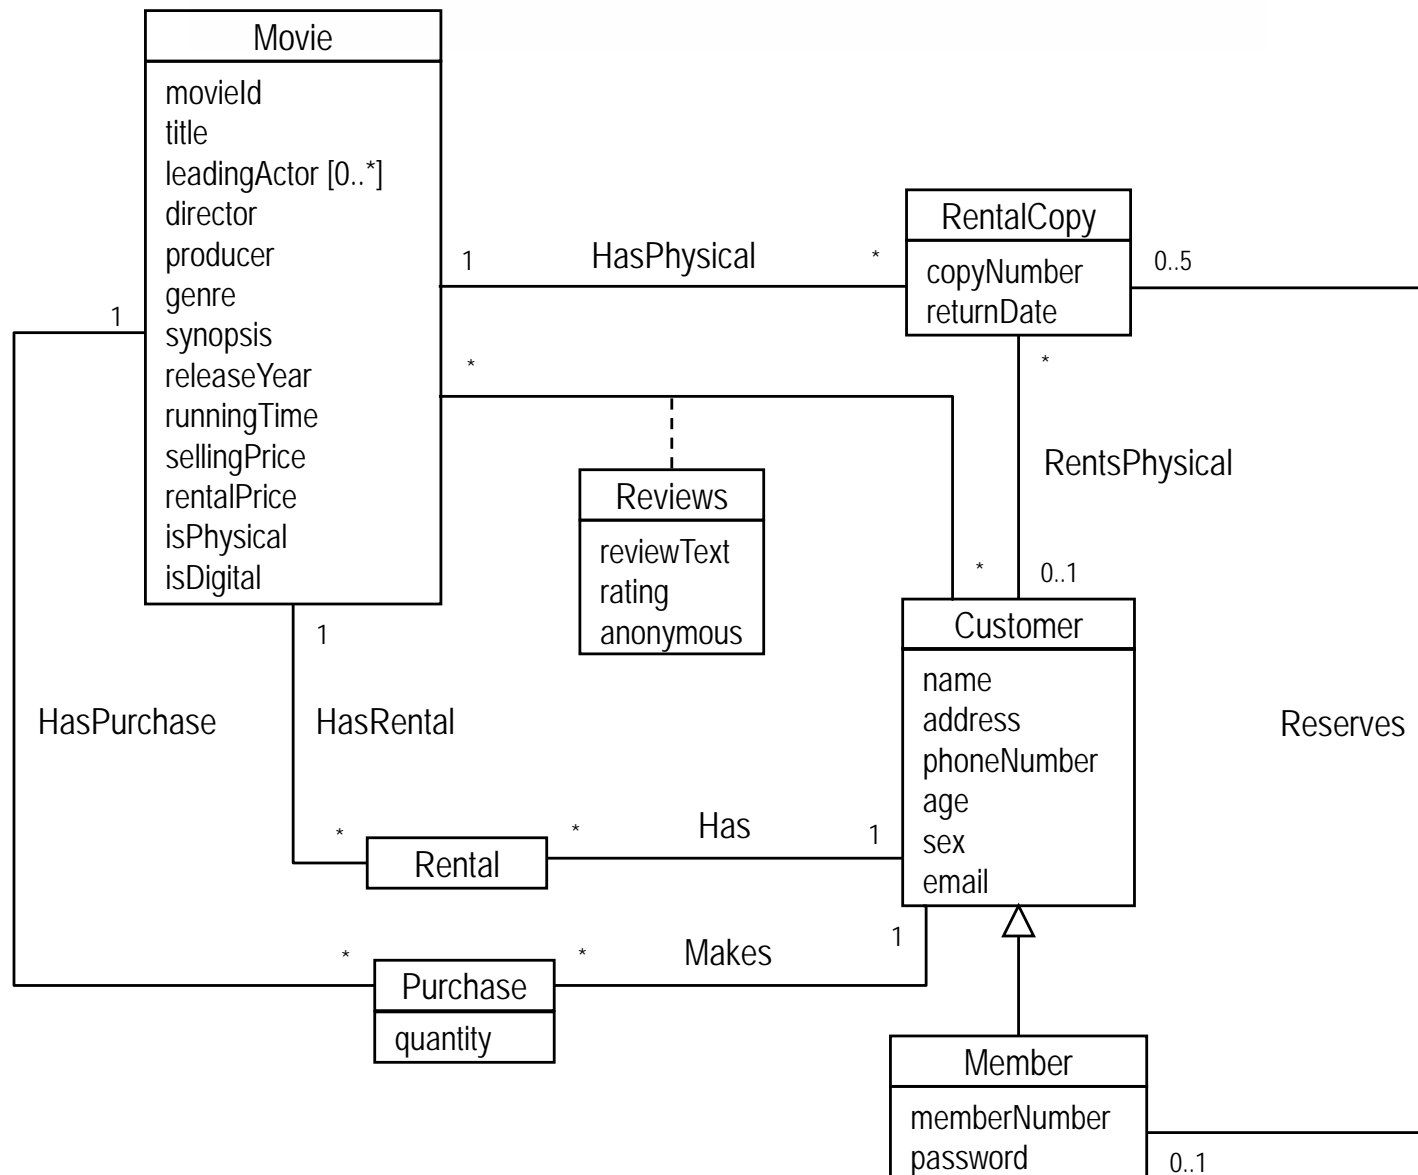 Movie
movieId
title
leadingActor [0..*]
director
producer
genre
synopsis
releaseYear
runningTime
sellingPrice
rentalPrice
isPhysical
isDigital
1
HasPhysical
*
RentalCopy
copyNumber
returnDate
0..5
1
*
*
RentsPhysical
Reviews
reviewText
rating
anonymous
*
0..1
Customer
name
address
phoneNumber
age
sex
email
1
HasPurchase
HasRental
Reserves
*
Rental
*
Has
1
*
Purchase
quantity
*
Makes
1
Member
memberNumber
password
0..1